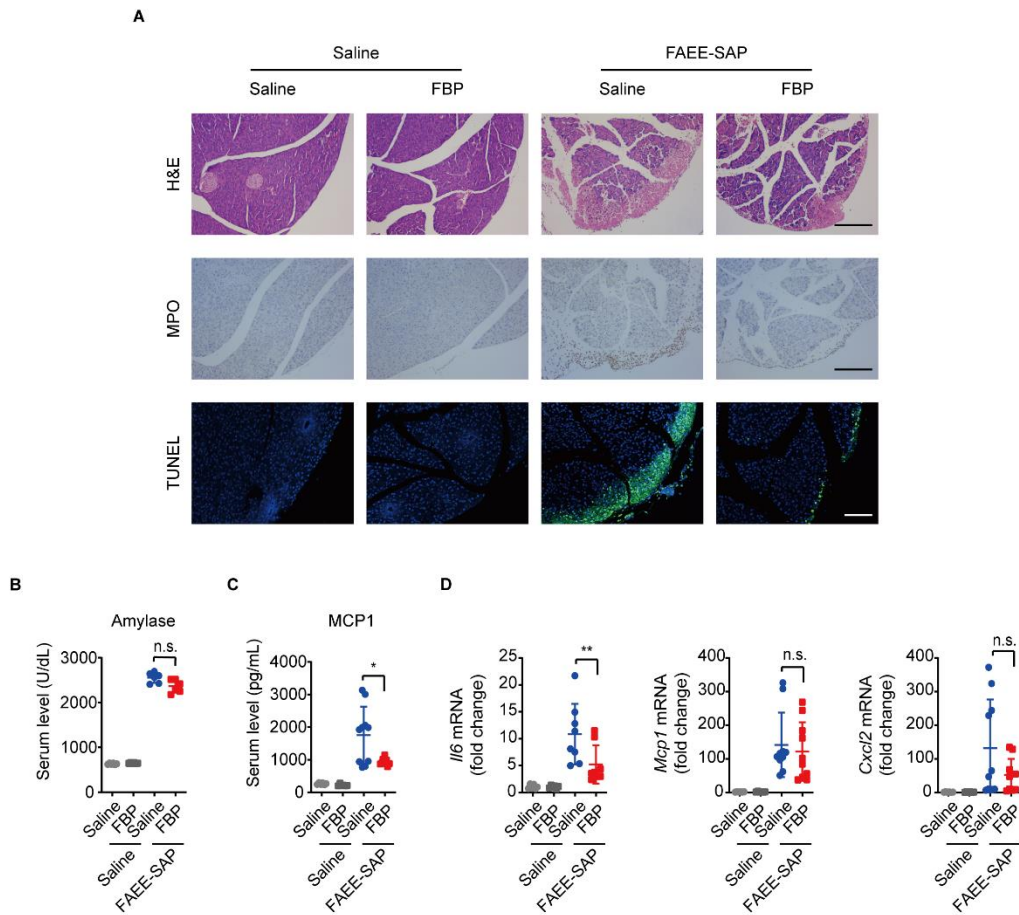 A
Saline FAEE-SAP
Saline FBP Saline FBP
H&E
MPO
TUNEL
B
Amylase
n.s.
Serum level (U/dL)
3000
2000
1000
0
Saline FBP Saline FBP
Saline FAEE-SAP
C
MCP1
*
Serum level (pg/mL)
4000
3000
2000
1000
0
Saline FBP Saline FBP
Saline FAEE-SAP
D
**
Il6 mRNA
(fold change)
25
20
15
10
5
0
Saline FBP Saline FBP
Saline FAEE-SAP
n.s.
Mcp1 mRNA
(fold change)
400
300
200
100
0
Saline FBP Saline FBP
Saline FAEE-SAP
n.s.
Cxcl2 mRNA
(fold change)
400
300
200
100
0
Saline FBP Saline FBP
Saline FAEE-SAP